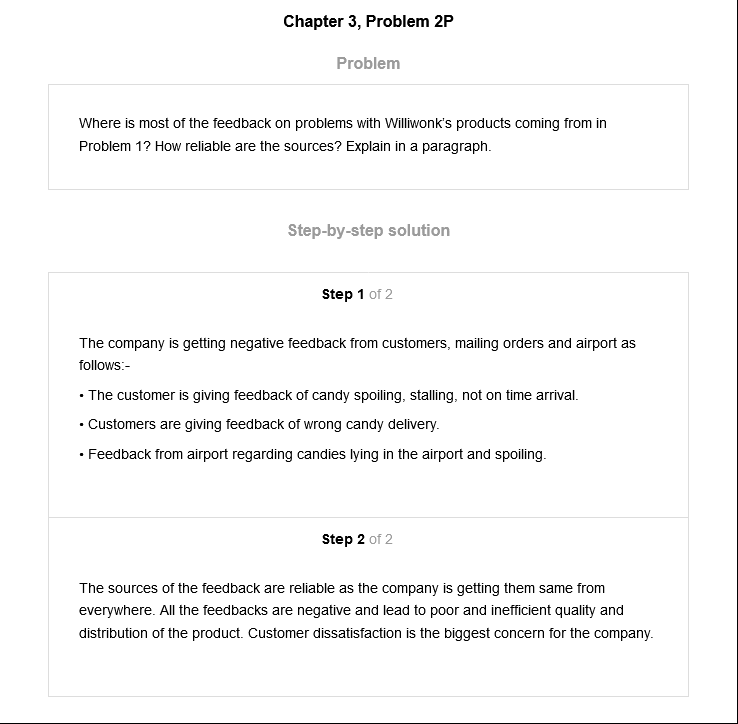 Chapter 3, Problem 2P
Problem
Where is most of the feedback on problems with Williwonk's products coming from in
Problem 1? How reliable are the sources? Explain in a paragraph.
Step-by-step solution
Step 1 of 2
The company is getting negative feedback from customers, mailing orders and airport as
follows:-
• The customer is giving feedback of candy spoiling, stalling, not on time arrival.
• Customers are giving feedback of wrong candy delivery.
• Feedback from airport regarding candies lying in the airport and spoiling.
Step 2 of 2
The sources of the feedback are reliable as the company is getting them same from
everywhere. All the feedbacks are negative and lead to poor and inefficient quality and
distribution of the product. Customer dissatisfaction is the biggest concern for the company.